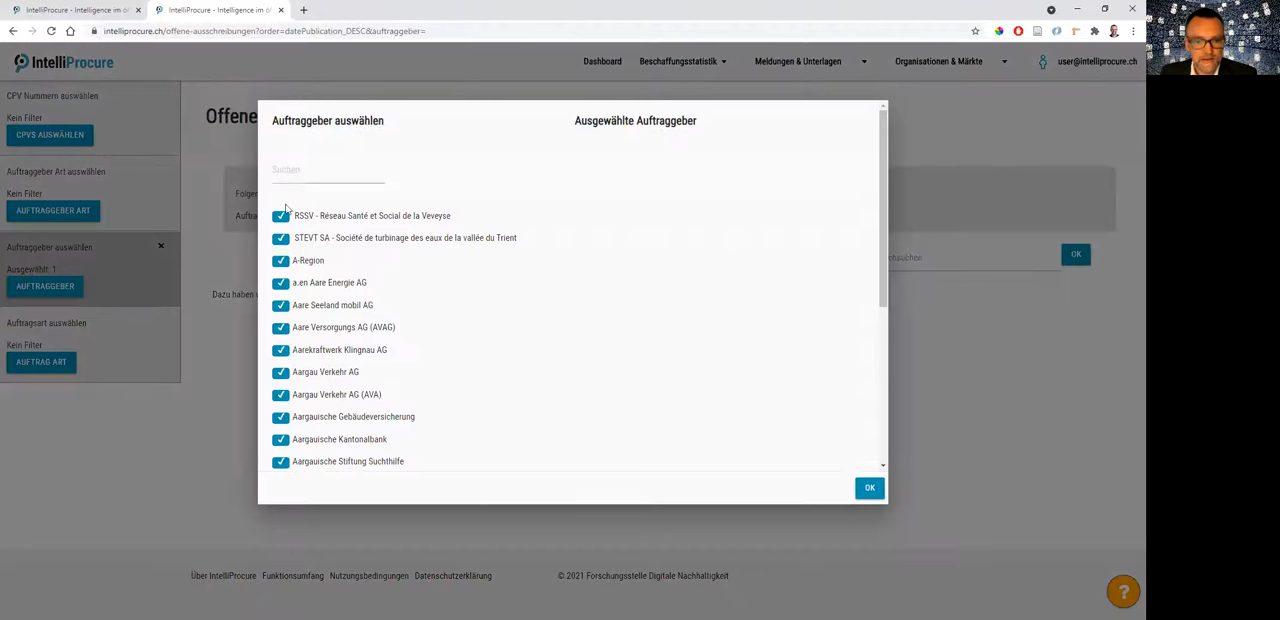 IntelliProcure - Intelligence im o
IntelliProcure - Intelligence im o
intelliprocure.ch/offene-ausschreibungen?order=datePublication_DESC&auftraggeber=
IntelliProcure
Dashboard
Beschaffungsstatistik
Meldungen & Unterlagen
Organisationen & Märkte
user@intelliprocure.ch
CPV Nummern auswählen
Kein Filter
CPVS AUSWÄHLEN
Auftraggeber Art auswählen
Kein Filter
AUFTRAGGEBER ART
Auftraggeber auswählen
Ausgewählt: 1
AUFTRAGGEBER
Auftragsart auswählen
Kein Filter
AUFTRAG ART
Offene
Folgen
Auftra
Dazu haben
chsuchen
OK
Auftraggeber auswählen
Ausgewählte Auftraggeber
Suchen
RSSV - Réseau Santé et Social de la Veveyse
STEVT SA - Société de turbinage des eaux de la vallée du Trient
A-Region
a.en Aare Energie AG
Aare Seeland mobil AG
Aare Versorgungs AG (AVAG)
Aarekraftwerk Klingnau AG
Aargau Verkehr AG
Aargau Verkehr AG (AVA)
Aargauische Gebäudeversicherung
Aargauische Kantonalbank
Aargauische Stiftung Suchthilfe
OK
Über IntelliProcure
Funktionsumfang
Nutzungsbedingungen
Datenschutzerklärung
© 2021 Forschungsstelle Digitale Nachhaltigkeit
?